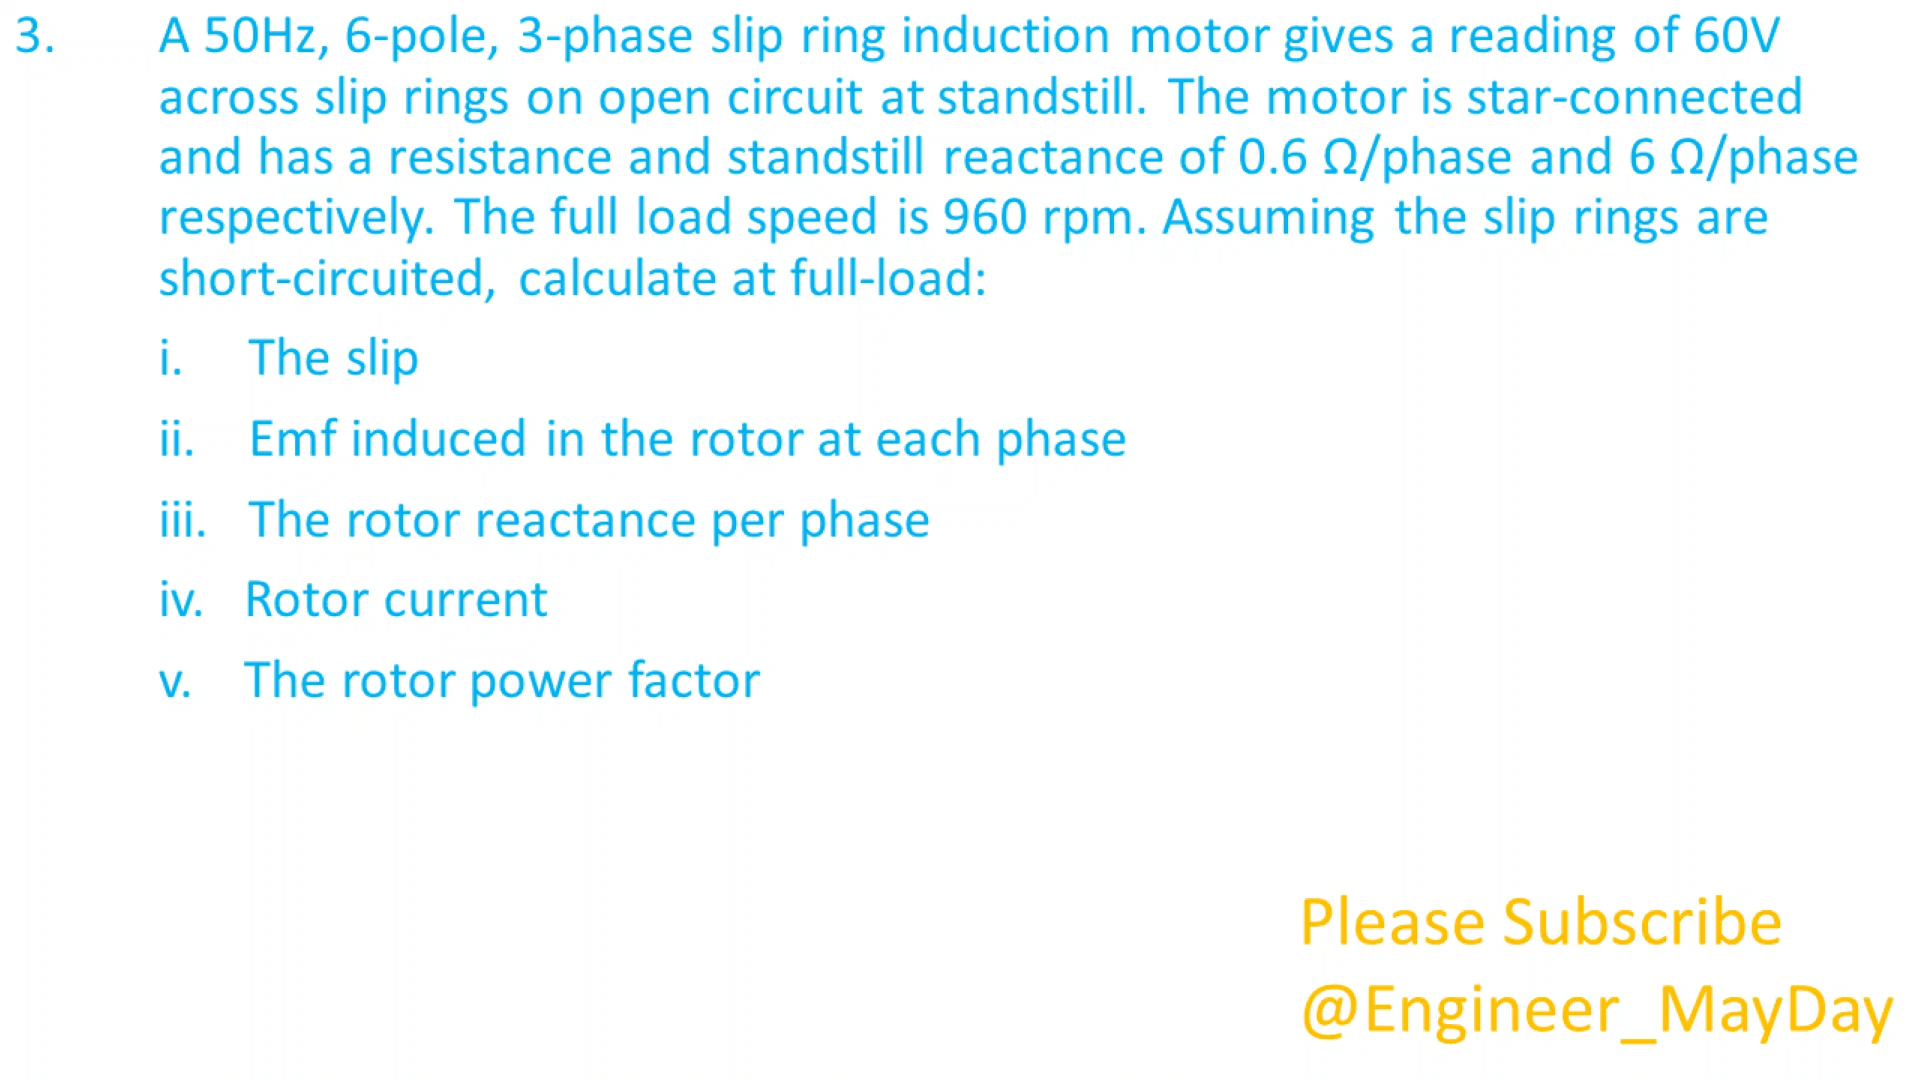 3. A 50Hz, 6-pole, 3-phase slip ring induction motor gives a reading of 60V
across slip rings on open circuit at standstill. The motor is star-connected
and has a resistance and standstill reactance of 0.6 Ω/phase and 6 Ω/phase
respectively. The full load speed is 960 rpm. Assuming the slip rings are
short-circuited, calculate at full-load:
i. The slip
ii. Emf induced in the rotor at each phase
iii. The rotor reactance per phase
iv. Rotor current
v. The rotor power factor
Please Subscribe
@Engineer_MayDay